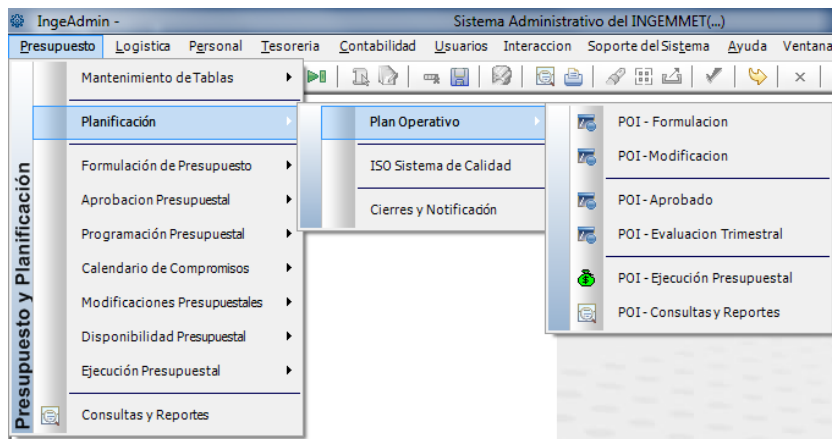 IngeAdmin -
Sistema Administrativo del INGEMMET(...)
Presupuesto Logistica Personal Tesoreria Contabilidad Usuarios Interaccion Soporte del Sistema Ayuda Ventana
Presupuesto y Planificación
Mantenimiento de Tablas
Planificación
Formulación de Presupuesto
Aprobacion Presupuestal
Programación Presupuestal
Calendario de Compromisos
Modificaciones Presupuestales
Disponibilidad Presupuestal
Ejecución Presupuestal
Consultas y Reportes
Plan Operativo
ISO Sistema de Calidad
Cierres y Notificación
POI - Formulacion
POI - Modificacion
POI - Aprobado
POI - Evaluacion Trimestral
POI - Ejecución Presupuestal
POI - Consultas y Reportes